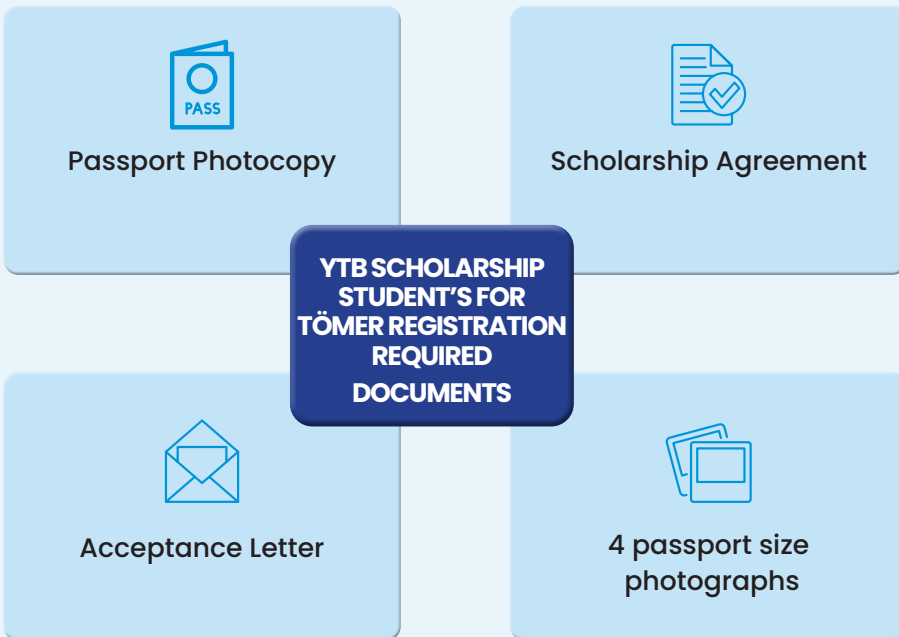 PASS
Passport Photocopy
Scholarship Agreement
YTB SCHOLARSHIP
STUDENT’S FOR
TÖMER REGISTRATION
REQUIRED
DOCUMENTS
Acceptance Letter
4 passport size
photographs